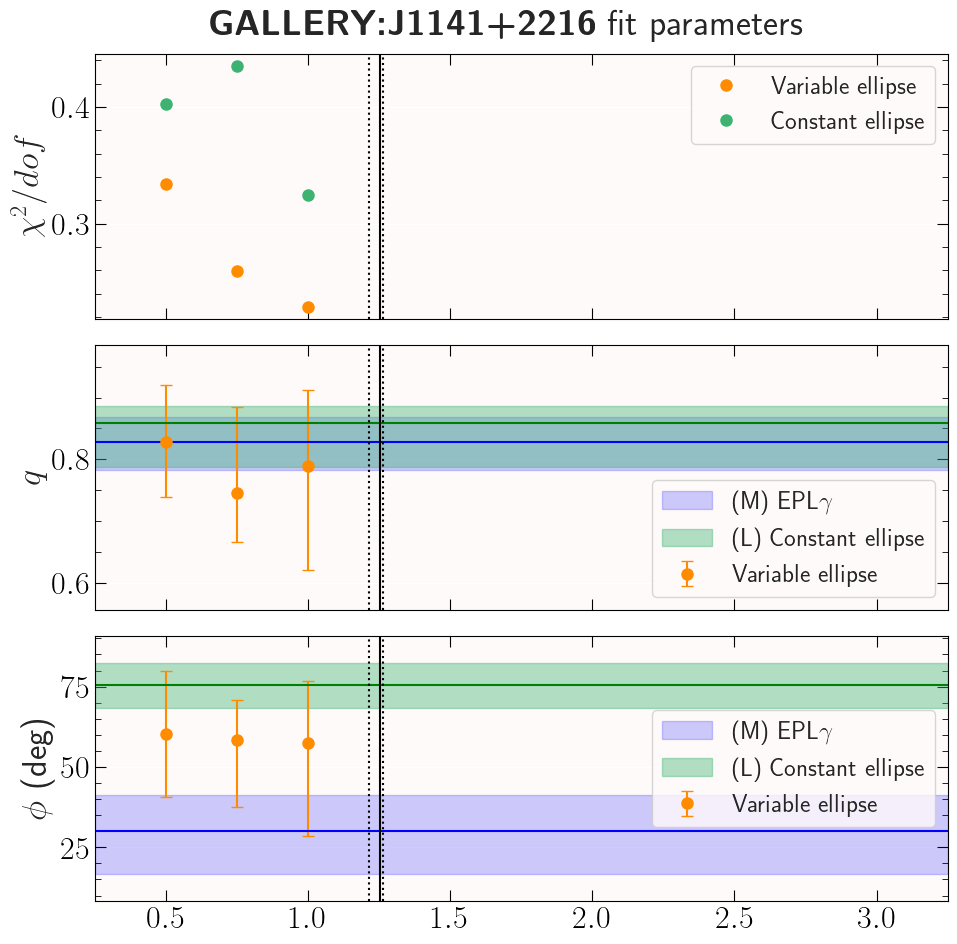 GALLERY:J1141+2216 fit parameters
χ²/dof
0.4
0.3
Variable ellipse
Constant ellipse
q
0.8
0.6
(M) EPLγ
(L) Constant ellipse
Variable ellipse
ϕ (deg)
75
50
25
(M) EPLγ
(L) Constant ellipse
Variable ellipse
0.5 1.0 1.5 2.0 2.5 3.0